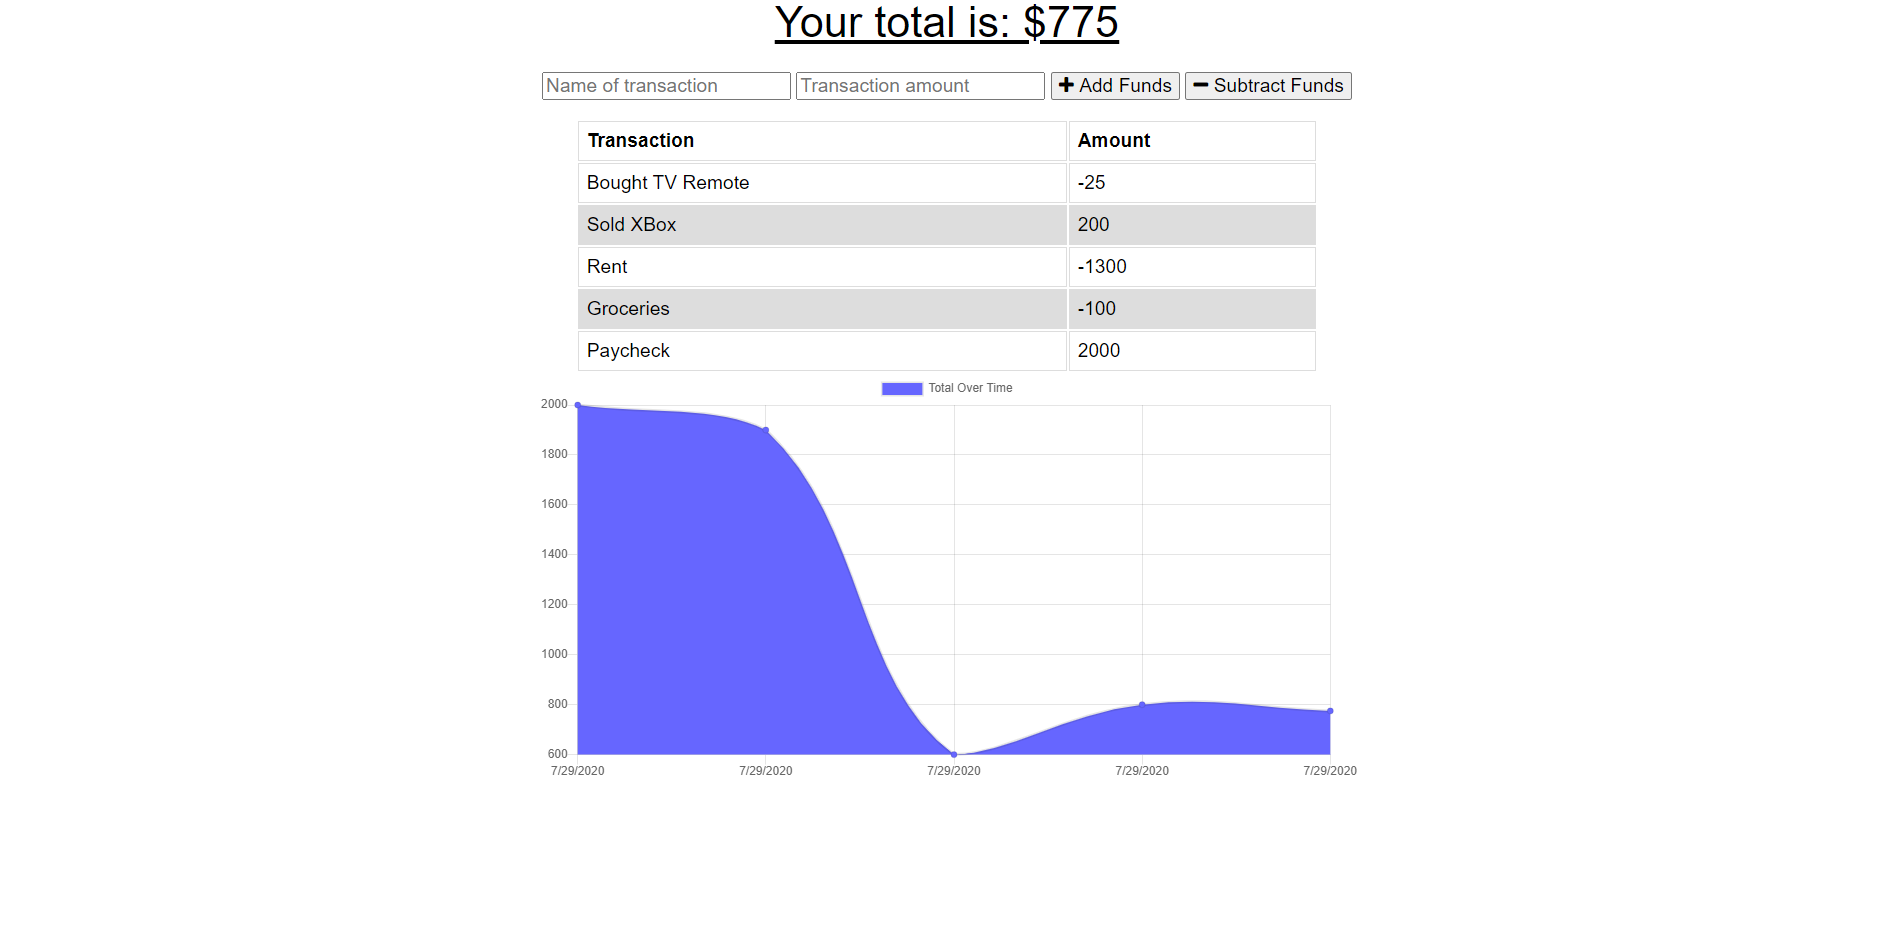 Your total is: $775
Name of transaction Transaction amount Add Funds Subtract Funds
Transaction Amount
Bought TV Remote -25
Sold XBox 200
Rent -1300
Groceries -100
Paycheck 2000
Total Over Time
2000
1800
1600
1400
1200
1000
800
600
7/29/2020 7/29/2020 7/29/2020 7/29/2020 7/29/2020